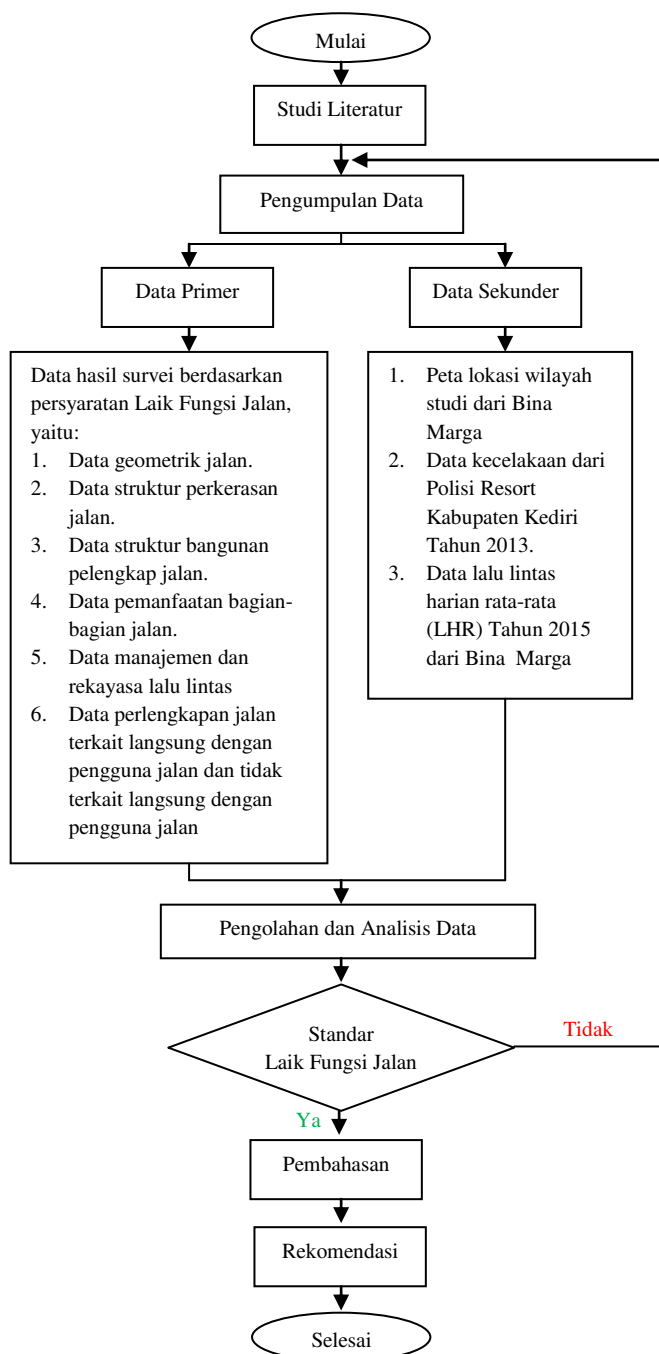 Mulai
Studi Literatur
Pengumpulan Data
Data Primer
Data Sekunder
Data hasil survei berdasarkan
persyaratan Laik Fungsi Jalan,
yaitu:
1. Data geometrik jalan.
2. Data struktur perkerasan
jalan.
3. Data struktur bangunan
pelengkap jalan.
4. Data pemanfaatan bagian-
bagian jalan.
5. Data manajemen dan
rekayasa lalu lintas
6. Data perlengkapan jalan
terkait langsung dengan
pengguna jalan dan tidak
terkait langsung dengan
pengguna jalan
1. Peta lokasi wilayah
studi dari Bina
Marga
2. Data kecelakaan dari
Polisi Resort
Kabupaten Kediri
Tahun 2013.
3. Data lalu lintas
harian rata-rata
(LHR) Tahun 2015
dari Bina Marga
Pengolahan dan Analisis Data
Standar
Laik Fungsi Jalan
Tidak
Ya
Pembahasan
Rekomendasi
Selesai